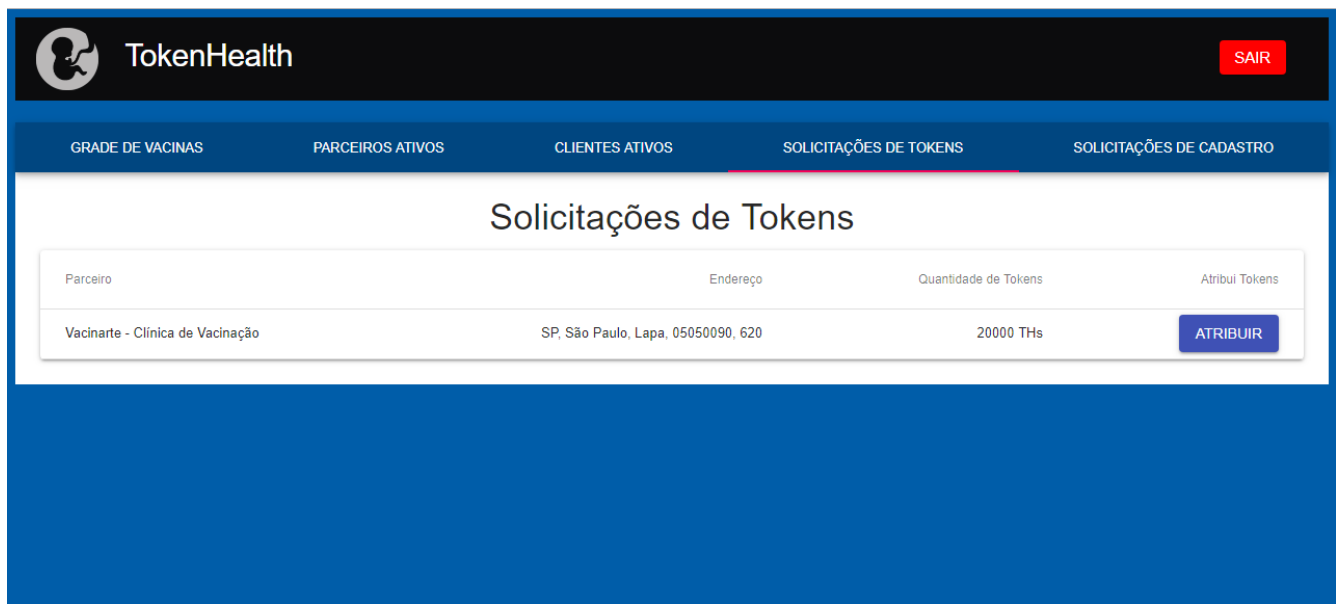 TokenHealth
SAIR
GRADE DE VACINAS PARCEIROS ATIVOS CLIENTES ATIVOS SOLICITAÇÕES DE TOKENS SOLICITAÇÕES DE CADASTRO
Solicitações de Tokens
Parceiro Endereço Quantidade de Tokens Atribui Tokens
Vacinarte - Clínica de Vacinação SP, São Paulo, Lapa, 05050090, 620 20000 THs ATRIBUIR